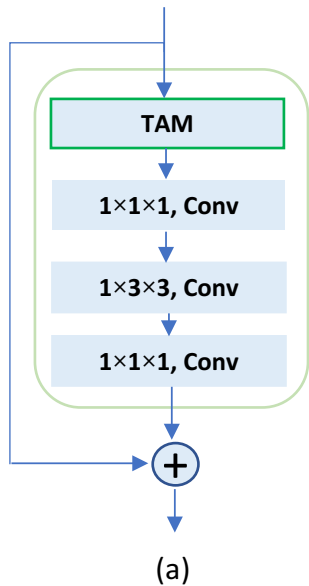 TAM
1×1×1, Conv
1×3×3, Conv
1×1×1, Conv
+
(a)